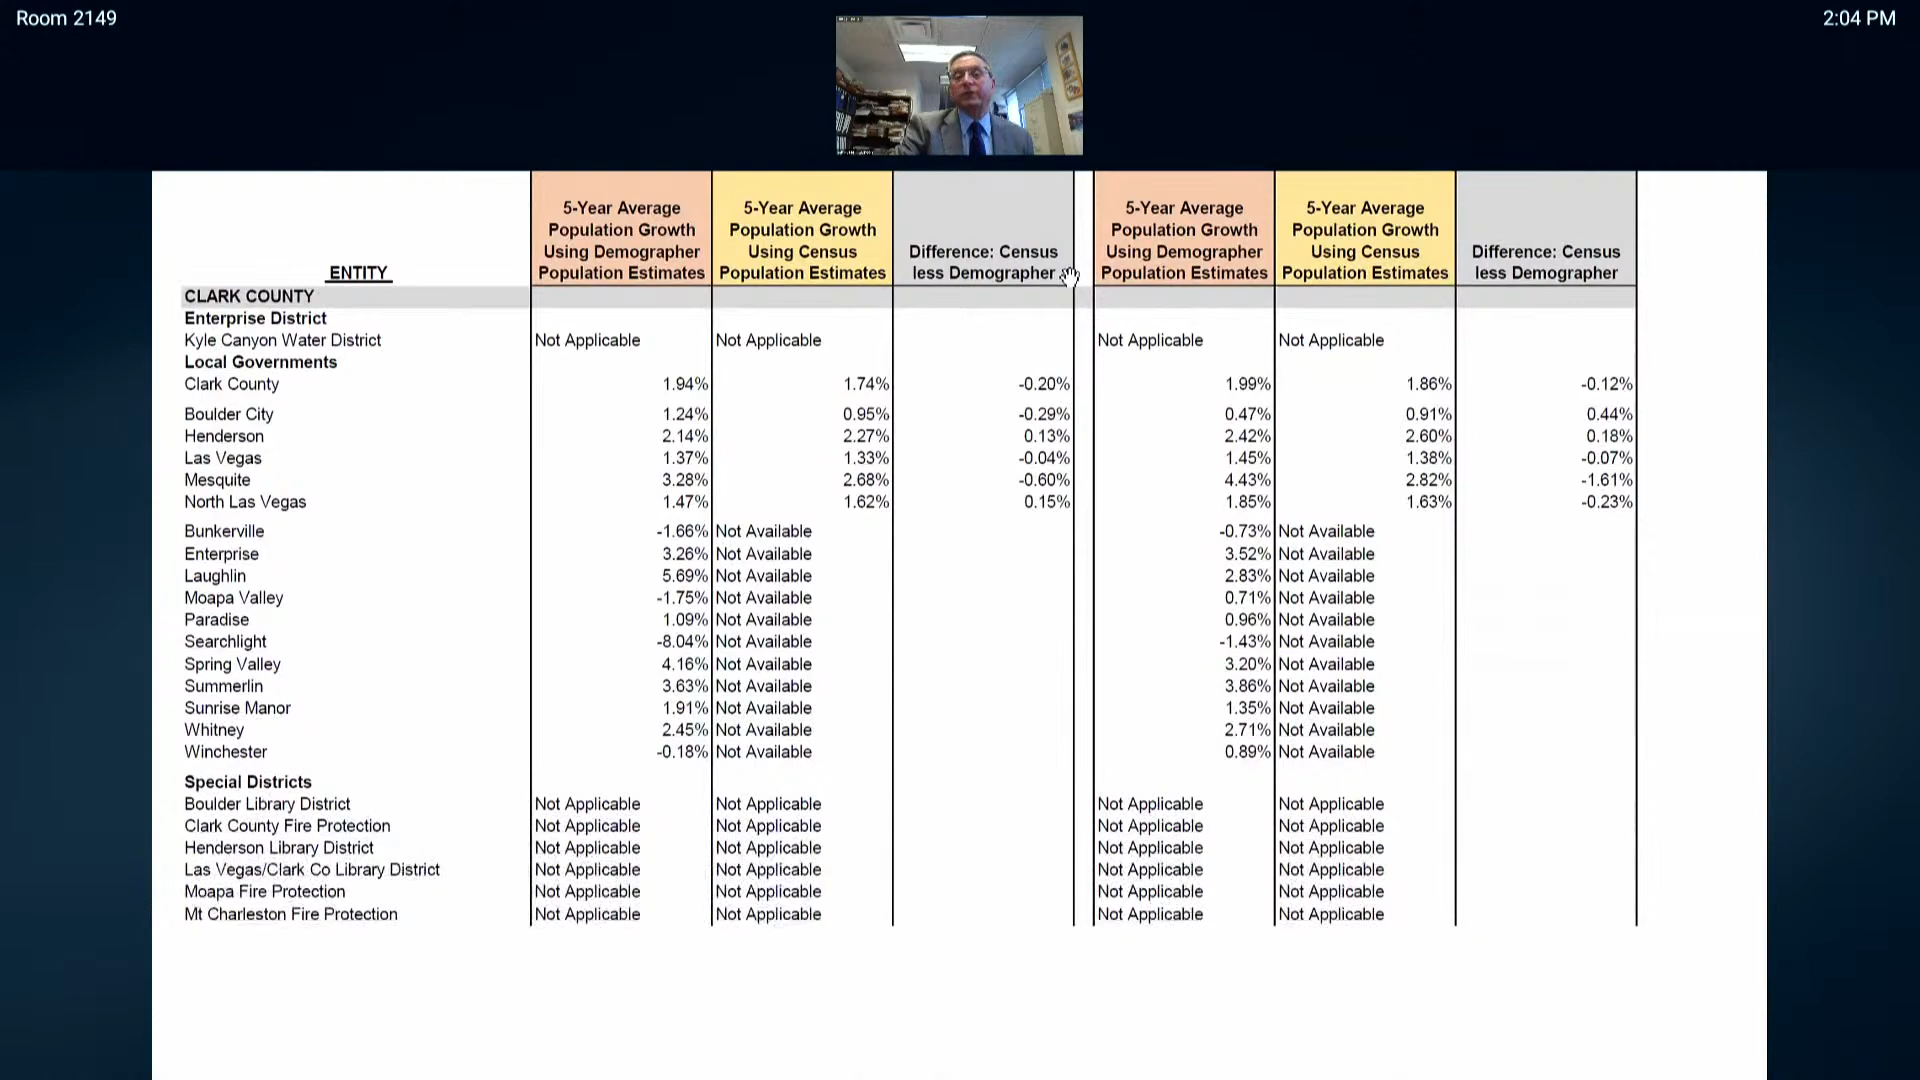 Room 2149
2:04 PM
ENTITY
5-Year Average
Population Growth
Using Demographer
Population Estimates
5-Year Average
Population Growth
Using Census
Population Estimates
Difference: Census
less Demographer
5-Year Average
Population Growth
Using Demographer
Population Estimates
5-Year Average
Population Growth
Using Census
Population Estimates
Difference: Census
less Demographer
CLARK COUNTY
Enterprise District
Kyle Canyon Water District Not Applicable Not Applicable Not Applicable Not Applicable
Local Governments
Clark County 1.94% 1.74% -0.20% 1.99% 1.86% -0.12%
Boulder City 1.24% 0.95% -0.29% 0.47% 0.91% 0.44%
Henderson 2.14% 2.27% 0.13% 2.42% 2.60% 0.18%
Las Vegas 1.37% 1.33% -0.04% 1.45% 1.38% -0.07%
Mesquite 3.28% 2.68% -0.60% 4.43% 2.82% -1.61%
North Las Vegas 1.47% 1.62% 0.15% 1.85% 1.63% -0.23%
Bunkerville -1.66% Not Available -0.73% Not Available
Enterprise 3.26% Not Available 3.52% Not Available
Laughlin 5.69% Not Available 2.83% Not Available
Moapa Valley -1.75% Not Available 0.71% Not Available
Paradise 1.09% Not Available 0.96% Not Available
Searchlight -8.04% Not Available -1.43% Not Available
Spring Valley 4.16% Not Available 3.20% Not Available
Summerlin 3.63% Not Available 3.86% Not Available
Sunrise Manor 1.91% Not Available 1.35% Not Available
Whitney 2.45% Not Available 2.71% Not Available
Winchester -0.18% Not Available 0.89% Not Available
Special Districts
Boulder Library District Not Applicable Not Applicable Not Applicable Not Applicable
Clark County Fire Protection Not Applicable Not Applicable Not Applicable Not Applicable
Henderson Library District Not Applicable Not Applicable Not Applicable Not Applicable
Las Vegas/Clark Co Library District Not Applicable Not Applicable Not Applicable Not Applicable
Moapa Fire Protection Not Applicable Not Applicable Not Applicable Not Applicable
Mt Charleston Fire Protection Not Applicable Not Applicable Not Applicable Not Applicable